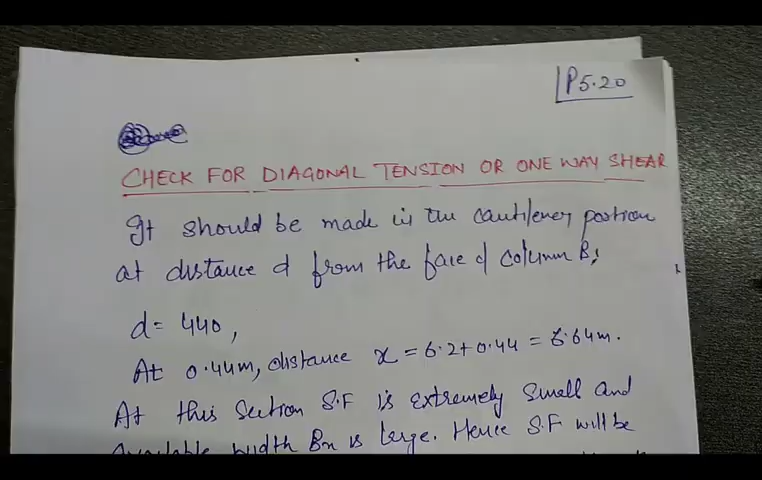 P5.20
CHECK FOR DIAGONAL TENSION OR ONE WAY SHEAR
It should be made in the cantilever portion
at distance d from the face of column B,
d= 440,
At 0.44m, distance x = 6.2+0.44 = 6.64m.
At this section S.F is extremely small and
Available width Bn is large. Hence S.F will be